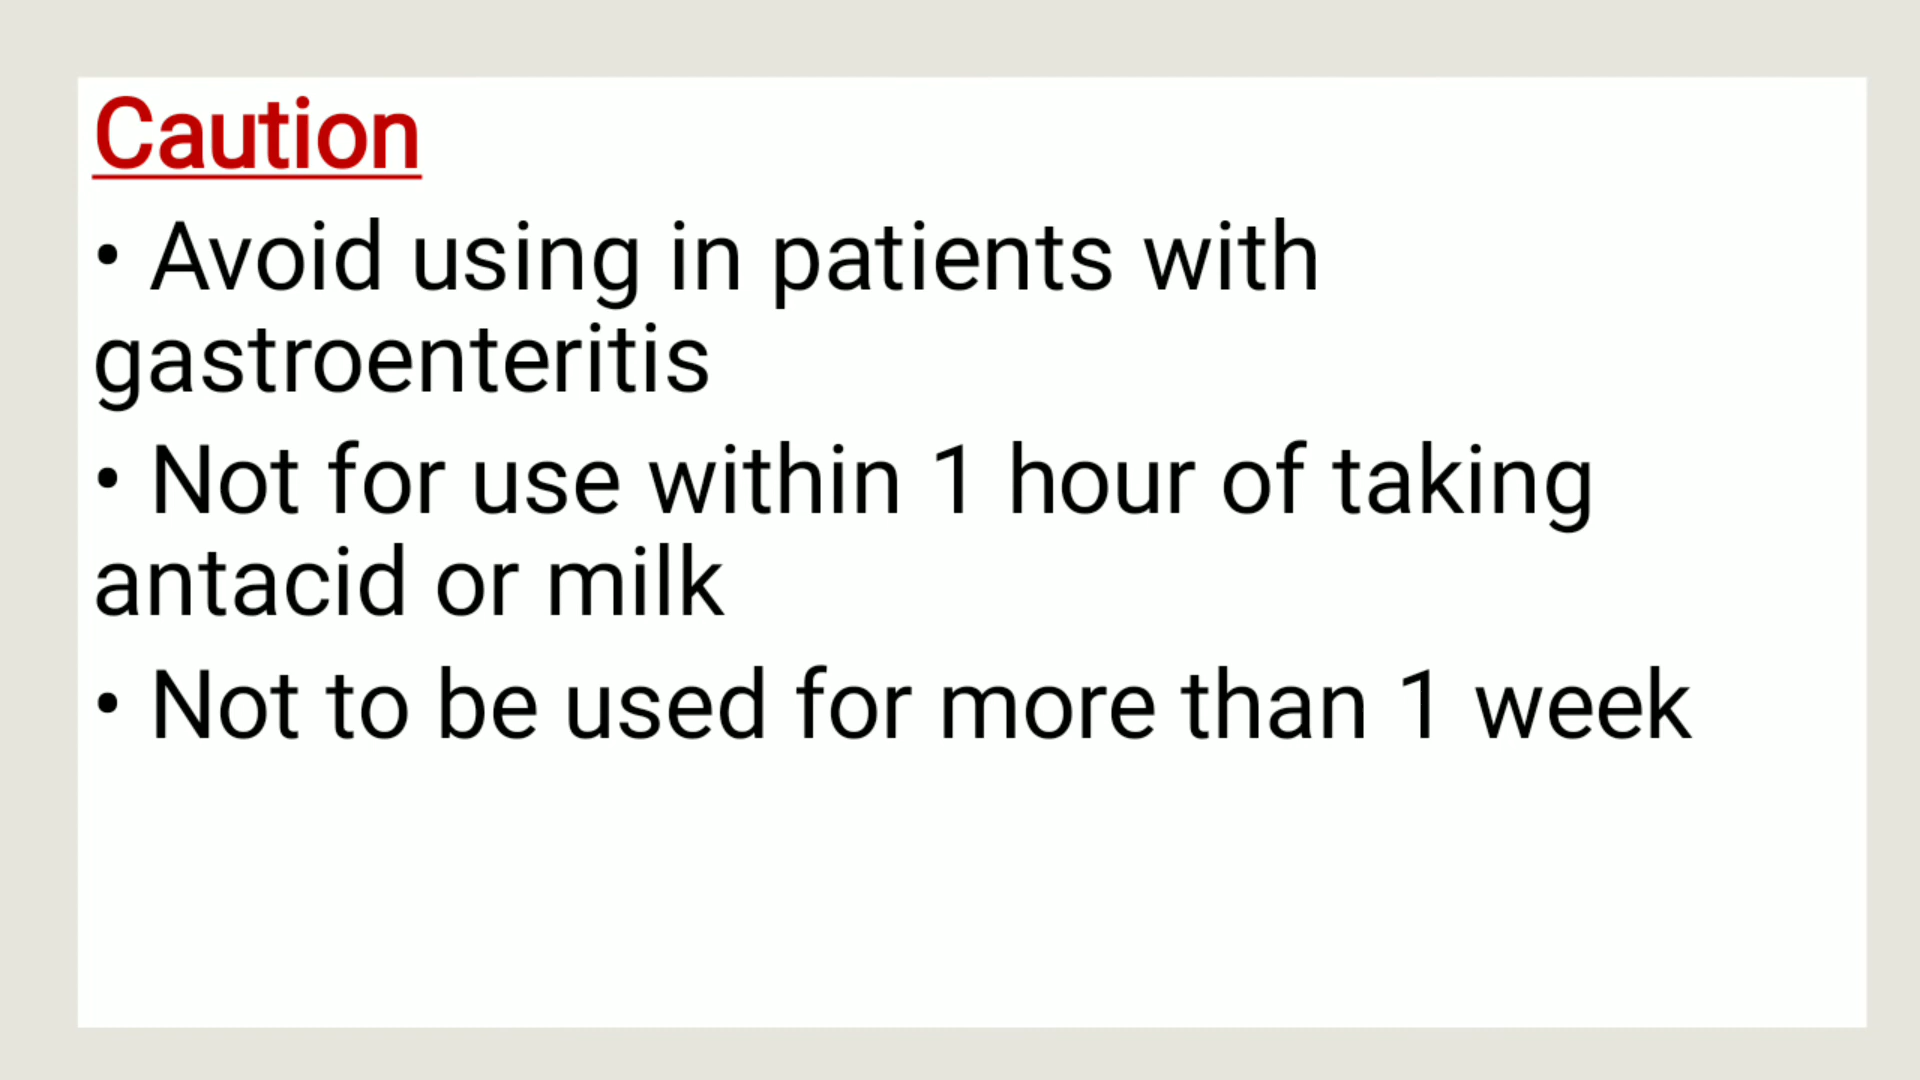 Caution
• Avoid using in patients with
gastroenteritis
• Not for use within 1 hour of taking
antacid or milk
• Not to be used for more than 1 week